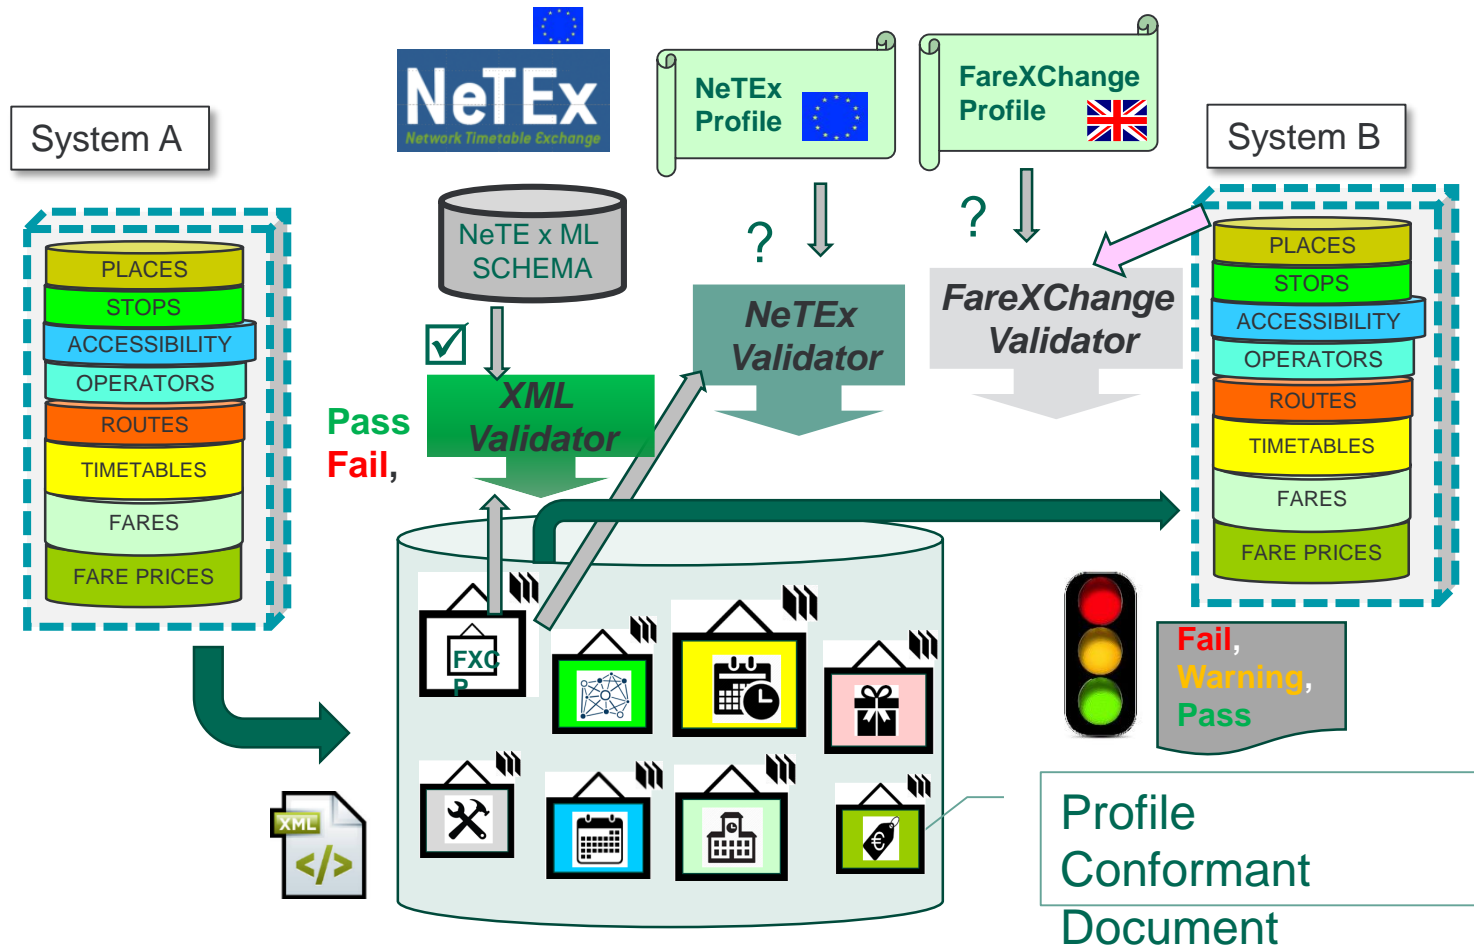 NeTEx
Network Timetable Exchange
NeTEx
Profile
FareXChange
Profile
System A
System B
NeTE x ML
SCHEMA
?
?
PLACES
STOPS
ACCESSIBILITY
OPERATORS
ROUTES
TIMETABLES
FARES
FARE PRICES
XML
Validator
NeTEx
Validator
FareXChange
Validator
PLACES
STOPS
ACCESSIBILITY
OPERATORS
ROUTES
TIMETABLES
FARES
FARE PRICES
Pass
Fail,
FXC
P
€
XML
</>
Fail,
Warning,
Pass
Profile
Conformant
Document